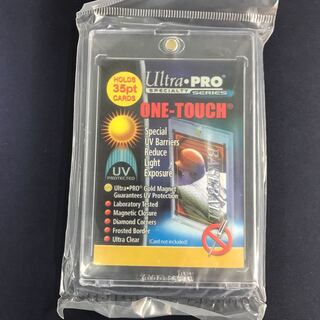 HOLDS
35pt
CARDS
Ultra•PRO®
SPECIALTY SERIES
ONE-TOUCH®
Special
UV Barriers
Reduce
Light
Exposure
UV
PROTECTED
Ultra•PRO® Gold Magnet
Guarantees UV Protection
• Laboratory Tested
• Magnetic Closure
• Diamond Corners
• Frosted Border
• Ultra Clear
(Card not included)